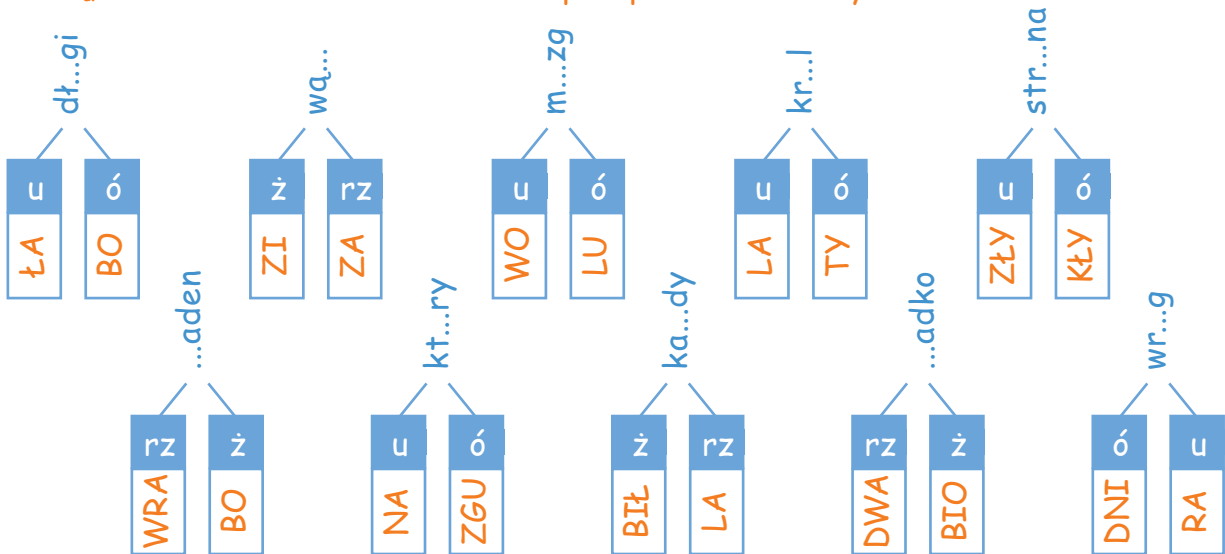 dł...gi
wą...
m...zg
kr...l
str...na
u ó
ż rz
u ó
u ó
u ó
ŁA BO
ZI ZA
WO LU
LA TY
ZŁY KŁY
...aden
kt...ry
ka...dy
...adko
wr...g
rz ż
u ó
ż rz
rz ż
ó u
WRA BO
NA ZGU
BIŁ LA
DWA BIO
DNI RA